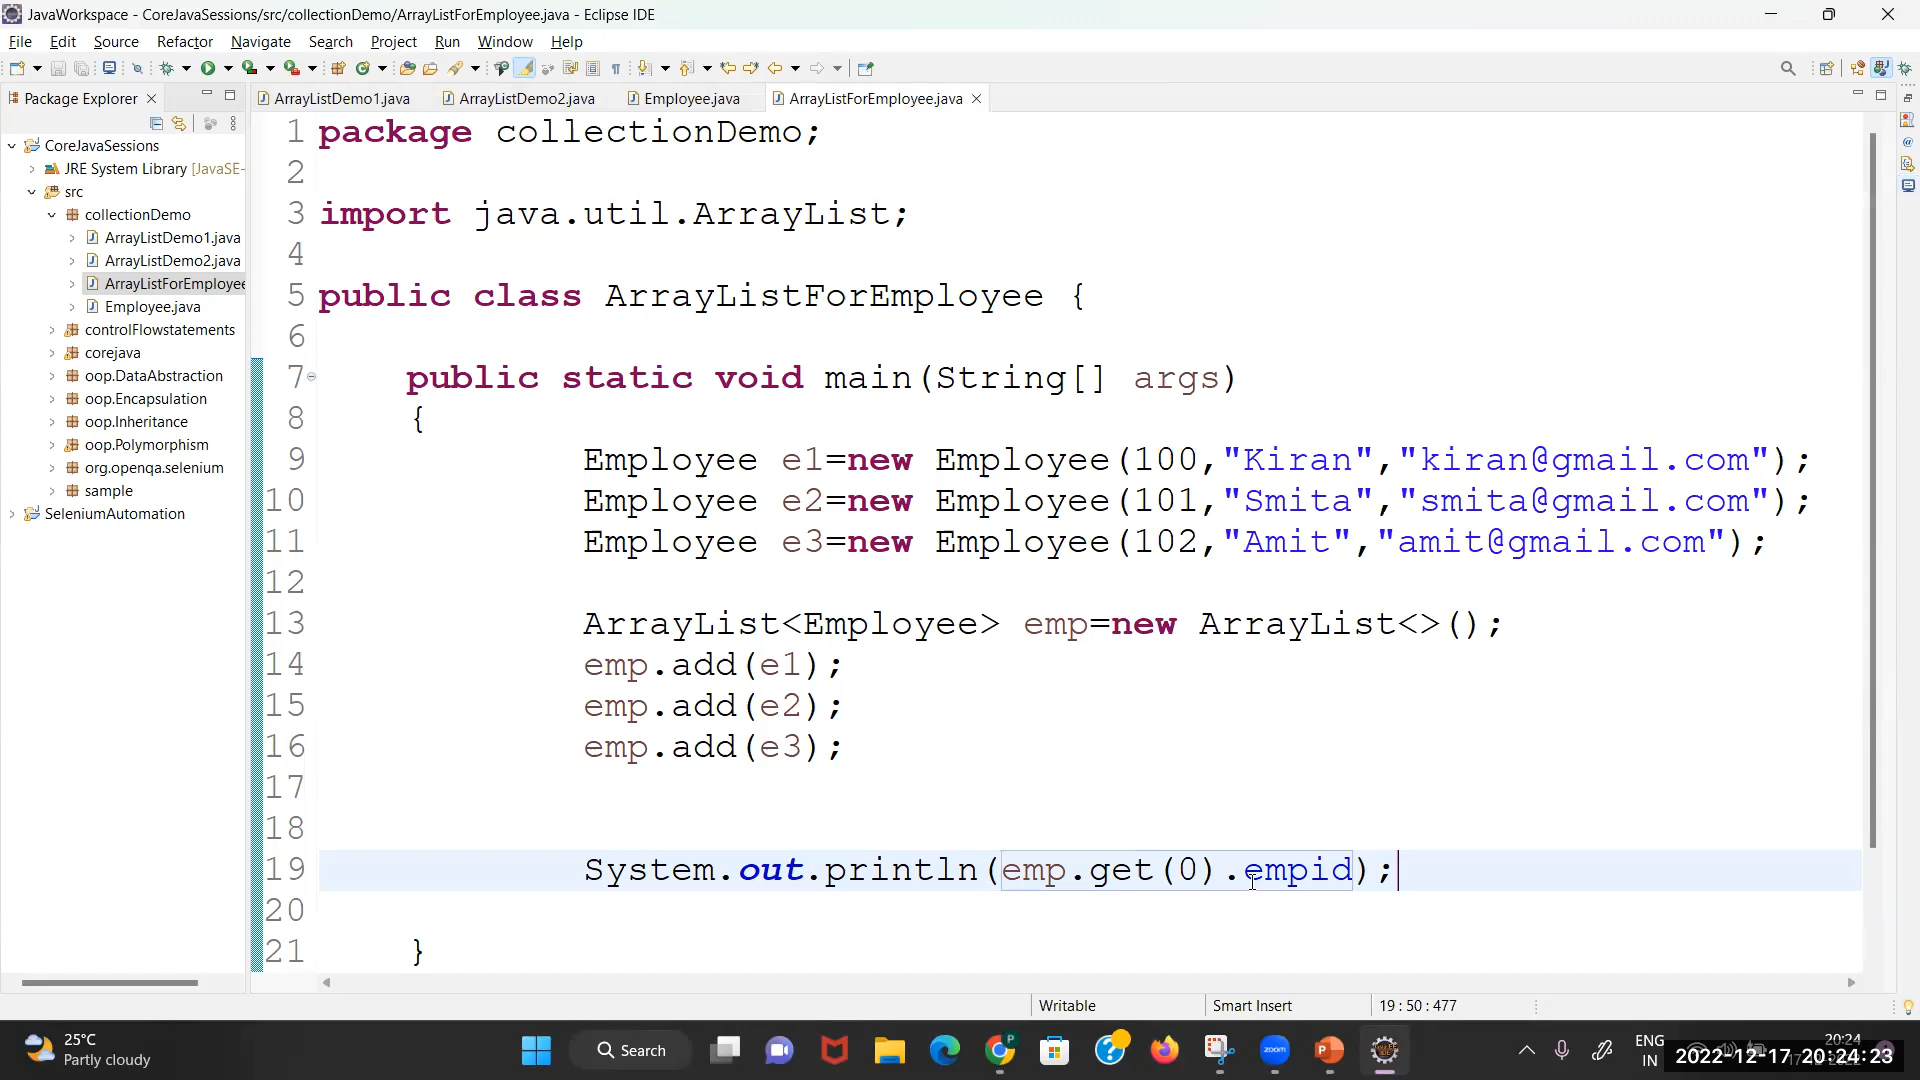 JavaWorkspace - CoreJavaSessions/src/collectionDemo/ArrayListForEmployee.java - Eclipse IDE
File Edit Source Refactor Navigate Search Project Run Window Help
Package Explorer
ArrayListDemo1.java ArrayListDemo2.java Employee.java ArrayListForEmployee.java
CoreJavaSessions
JRE System Library [JavaSE-
src
collectionDemo
ArrayListDemo1.java
ArrayListDemo2.java
ArrayListForEmployee
Employee.java
controlFlowstatements
corejava
oop.DataAbstraction
oop.Encapsulation
oop.Inheritance
oop.Polymorphism
org.openqa.selenium
sample
SeleniumAutomation
1 package collectionDemo;
2
3 import java.util.ArrayList;
4
5 public class ArrayListForEmployee {
6
7 public static void main(String[] args)
8 {
9 Employee e1=new Employee(100,"Kiran","kiran@gmail.com");
10 Employee e2=new Employee(101,"Smita","smita@gmail.com");
11 Employee e3=new Employee(102,"Amit","amit@gmail.com");
12
13 ArrayList<Employee> emp=new ArrayList<>();
14 emp.add(e1);
15 emp.add(e2);
16 emp.add(e3);
17
18
19 System.out.println(emp.get(0).empid);
20
21 }
Writable Smart Insert 19 : 50 : 477
25°C
Partly cloudy
Search
zoom
ENG
IN
20:24
2022-12-17 20:24:23